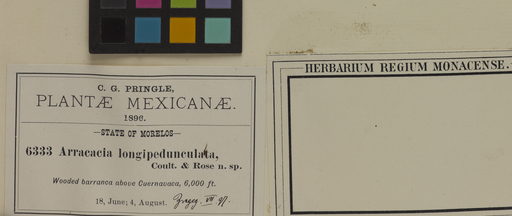 C. G. PRINGLE,
PLANTÆ MEXICANÆ.
1896.
STATE OF MORELOS
6333 Arracacia longipedunculata,
Coult. & Rose n. sp.
Wooded barranca above Cuernavaca, 6,000 ft.
18, June; 4, August.
HERBARIUM REGIUM MONACENSE.